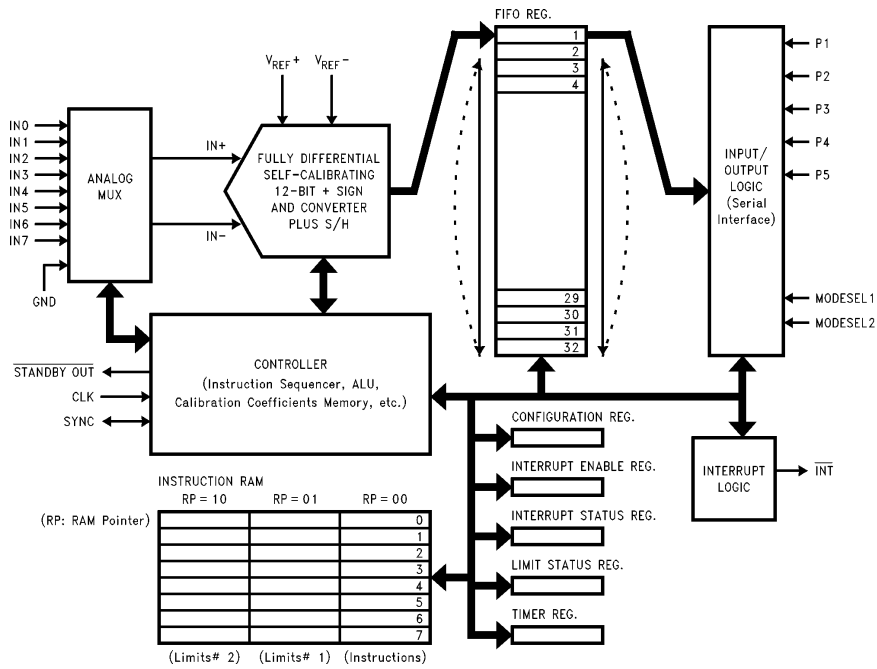 FIFO REG.
VREF+ VREF-
1
2
3
4
29
30
31
32
P1
P2
P3
P4
P5
MODESEL1
MODESEL2
INPUT/
OUTPUT
LOGIC
(Serial
Interface)
IN0
IN1
IN2
IN3
IN4
IN5
IN6
IN7
GND
ANALOG
MUX
IN+
IN-
FULLY DIFFERENTIAL
SELF-CALIBRATING
12-BIT + SIGN
AND CONVERTER
PLUS S/H
STANDBY OUT
CLK
SYNC
CONTROLLER
(Instruction Sequencer, ALU,
Calibration Coefficients Memory, etc.)
CONFIGURATION REG.
INTERRUPT ENABLE REG.
INTERRUPT STATUS REG.
LIMIT STATUS REG.
TIMER REG.
INTERRUPT
LOGIC
INT
INSTRUCTION RAM
RP = 10 RP = 01 RP = 00
(RP: RAM Pointer)
0
1
2
3
4
5
6
7
(Limits# 2) (Limits# 1) (Instructions)